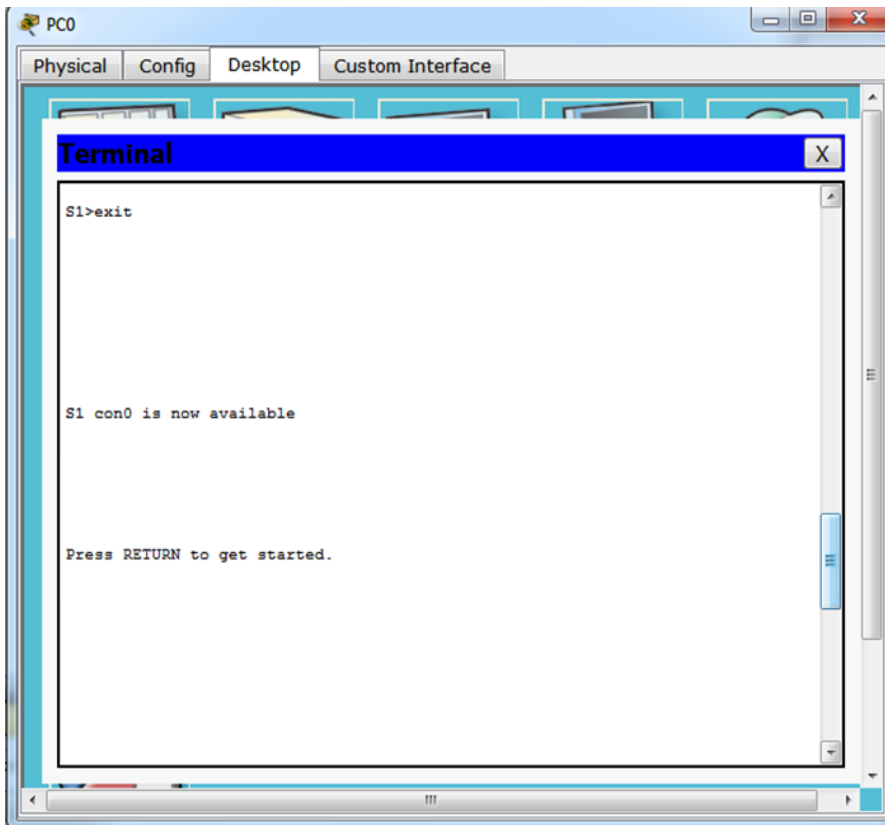 PC0
Physical Config Desktop Custom Interface
Terminal X
S1>exit
S1 con0 is now available
Press RETURN to get started.